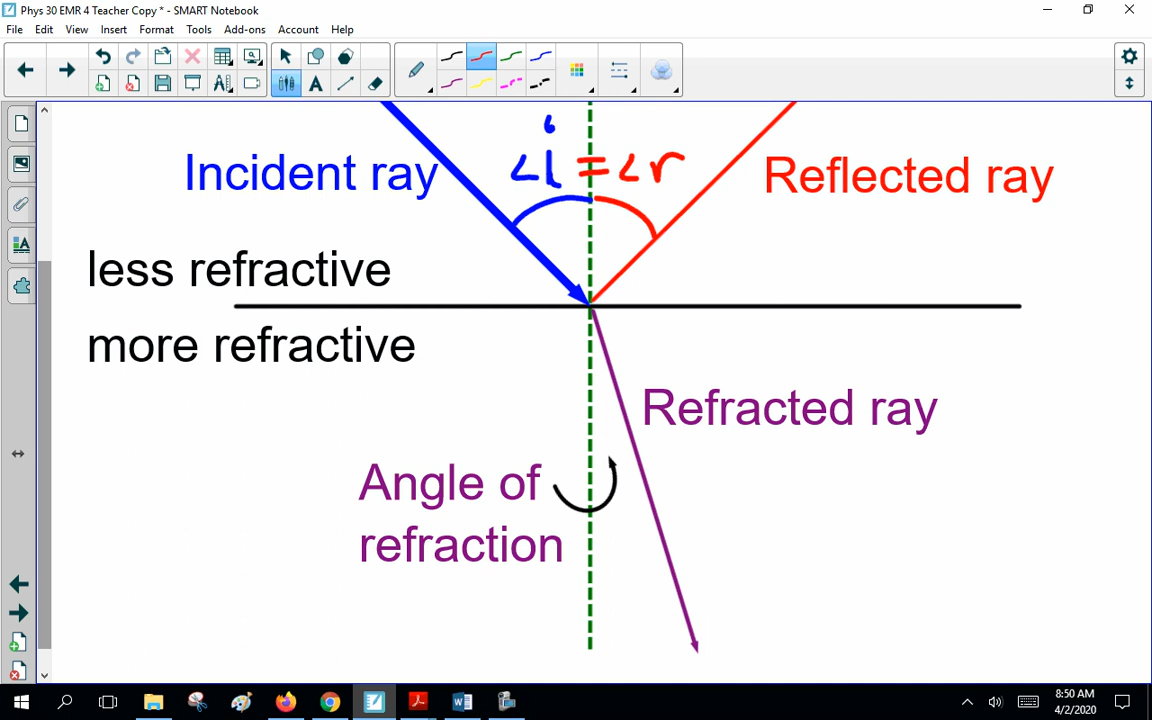 Phys 30 EMR 4 Teacher Copy * - SMART Notebook
File Edit View Insert Format Tools Add-ons Account Help
<i = <r
Incident ray
Reflected ray
less refractive
more refractive
Refracted ray
Angle of
refraction
8:50 AM
4/2/2020